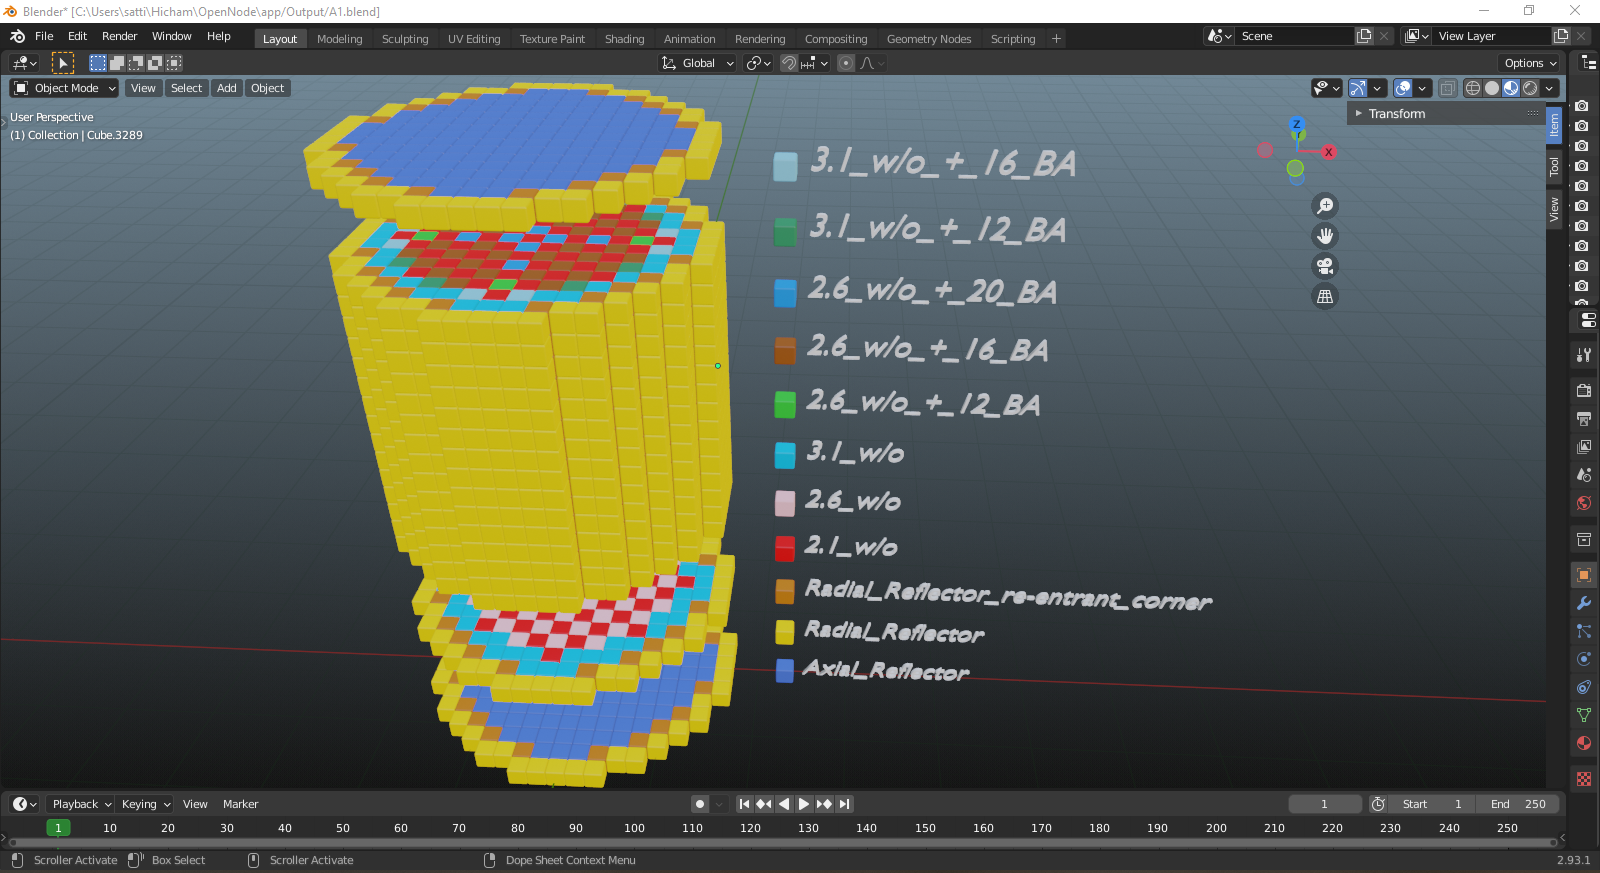 Blender* [C:\Users\satti\Hicham\OpenNode\app/Output/A1.blend]
File Edit Render Window Help Layout Modeling Sculpting UV Editing Texture Paint Shading Animation Rendering Compositing Geometry Nodes Scripting + Scene View Layer
Global Options
Object Mode View Select Add Object
Transform
User Perspective
(1) Collection | Cube.3289
Item
Tool
View
Z
X
3.1_w/o_+_16_BA
3.1_w/o_+_12_BA
2.6_w/o_+_20_BA
2.6_w/o_+_16_BA
2.6_w/o_+_12_BA
3.1_w/o
2.6_w/o
2.1_w/o
Radial_Reflector_re-entrant_corner
Radial_Reflector
Axial_Reflector
Playback Keying View Marker 1 Start 1 End 250
1 10 20 30 40 50 60 70 80 90 100 110 120 130 140 150 160 170 180 190 200 210 220 230 240 250
Scroller Activate Box Select Scroller Activate Dope Sheet Context Menu 2.93.1